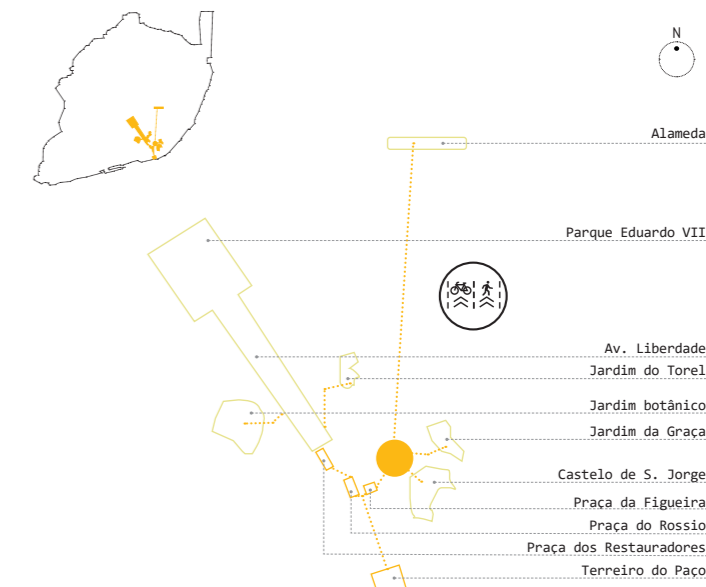 N
Alameda
Parque Eduardo VII
Av. Liberdade
Jardim do Torel
Jardim botânico
Jardim da Graça
Castelo de S. Jorge
Praça da Figueira
Praça do Rossio
Praça dos Restauradores
Terreiro do Paço